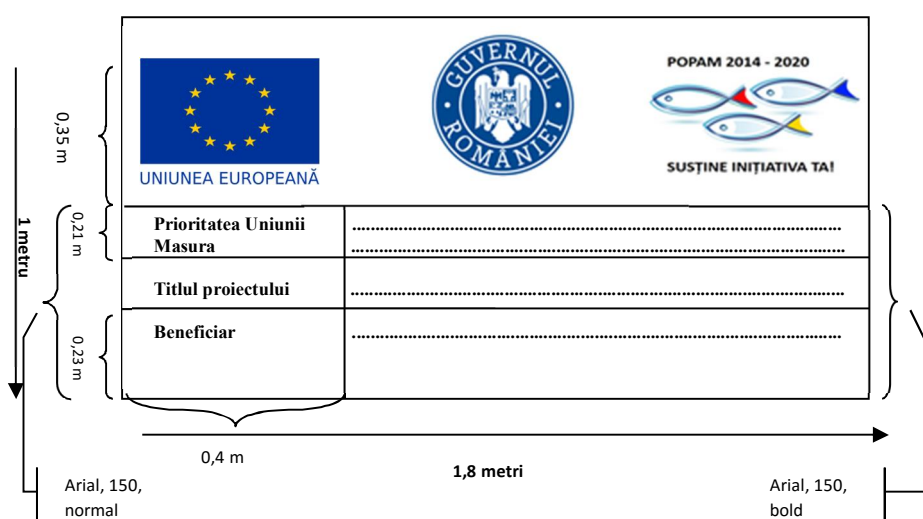 POPAM 2014 - 2020
GUVERNUL
ROMÂNIEI
SUSȚINE INIȚIATIVA TA!
UNIUNEA EUROPEANĂ
0,35 m
1 metru
0,21 m
Prioritatea Uniunii
Masura
Titlul proiectului
Beneficiar
0,23 m
0,4 m
1,8 metri
Arial, 150,
normal
Arial, 150,
bold